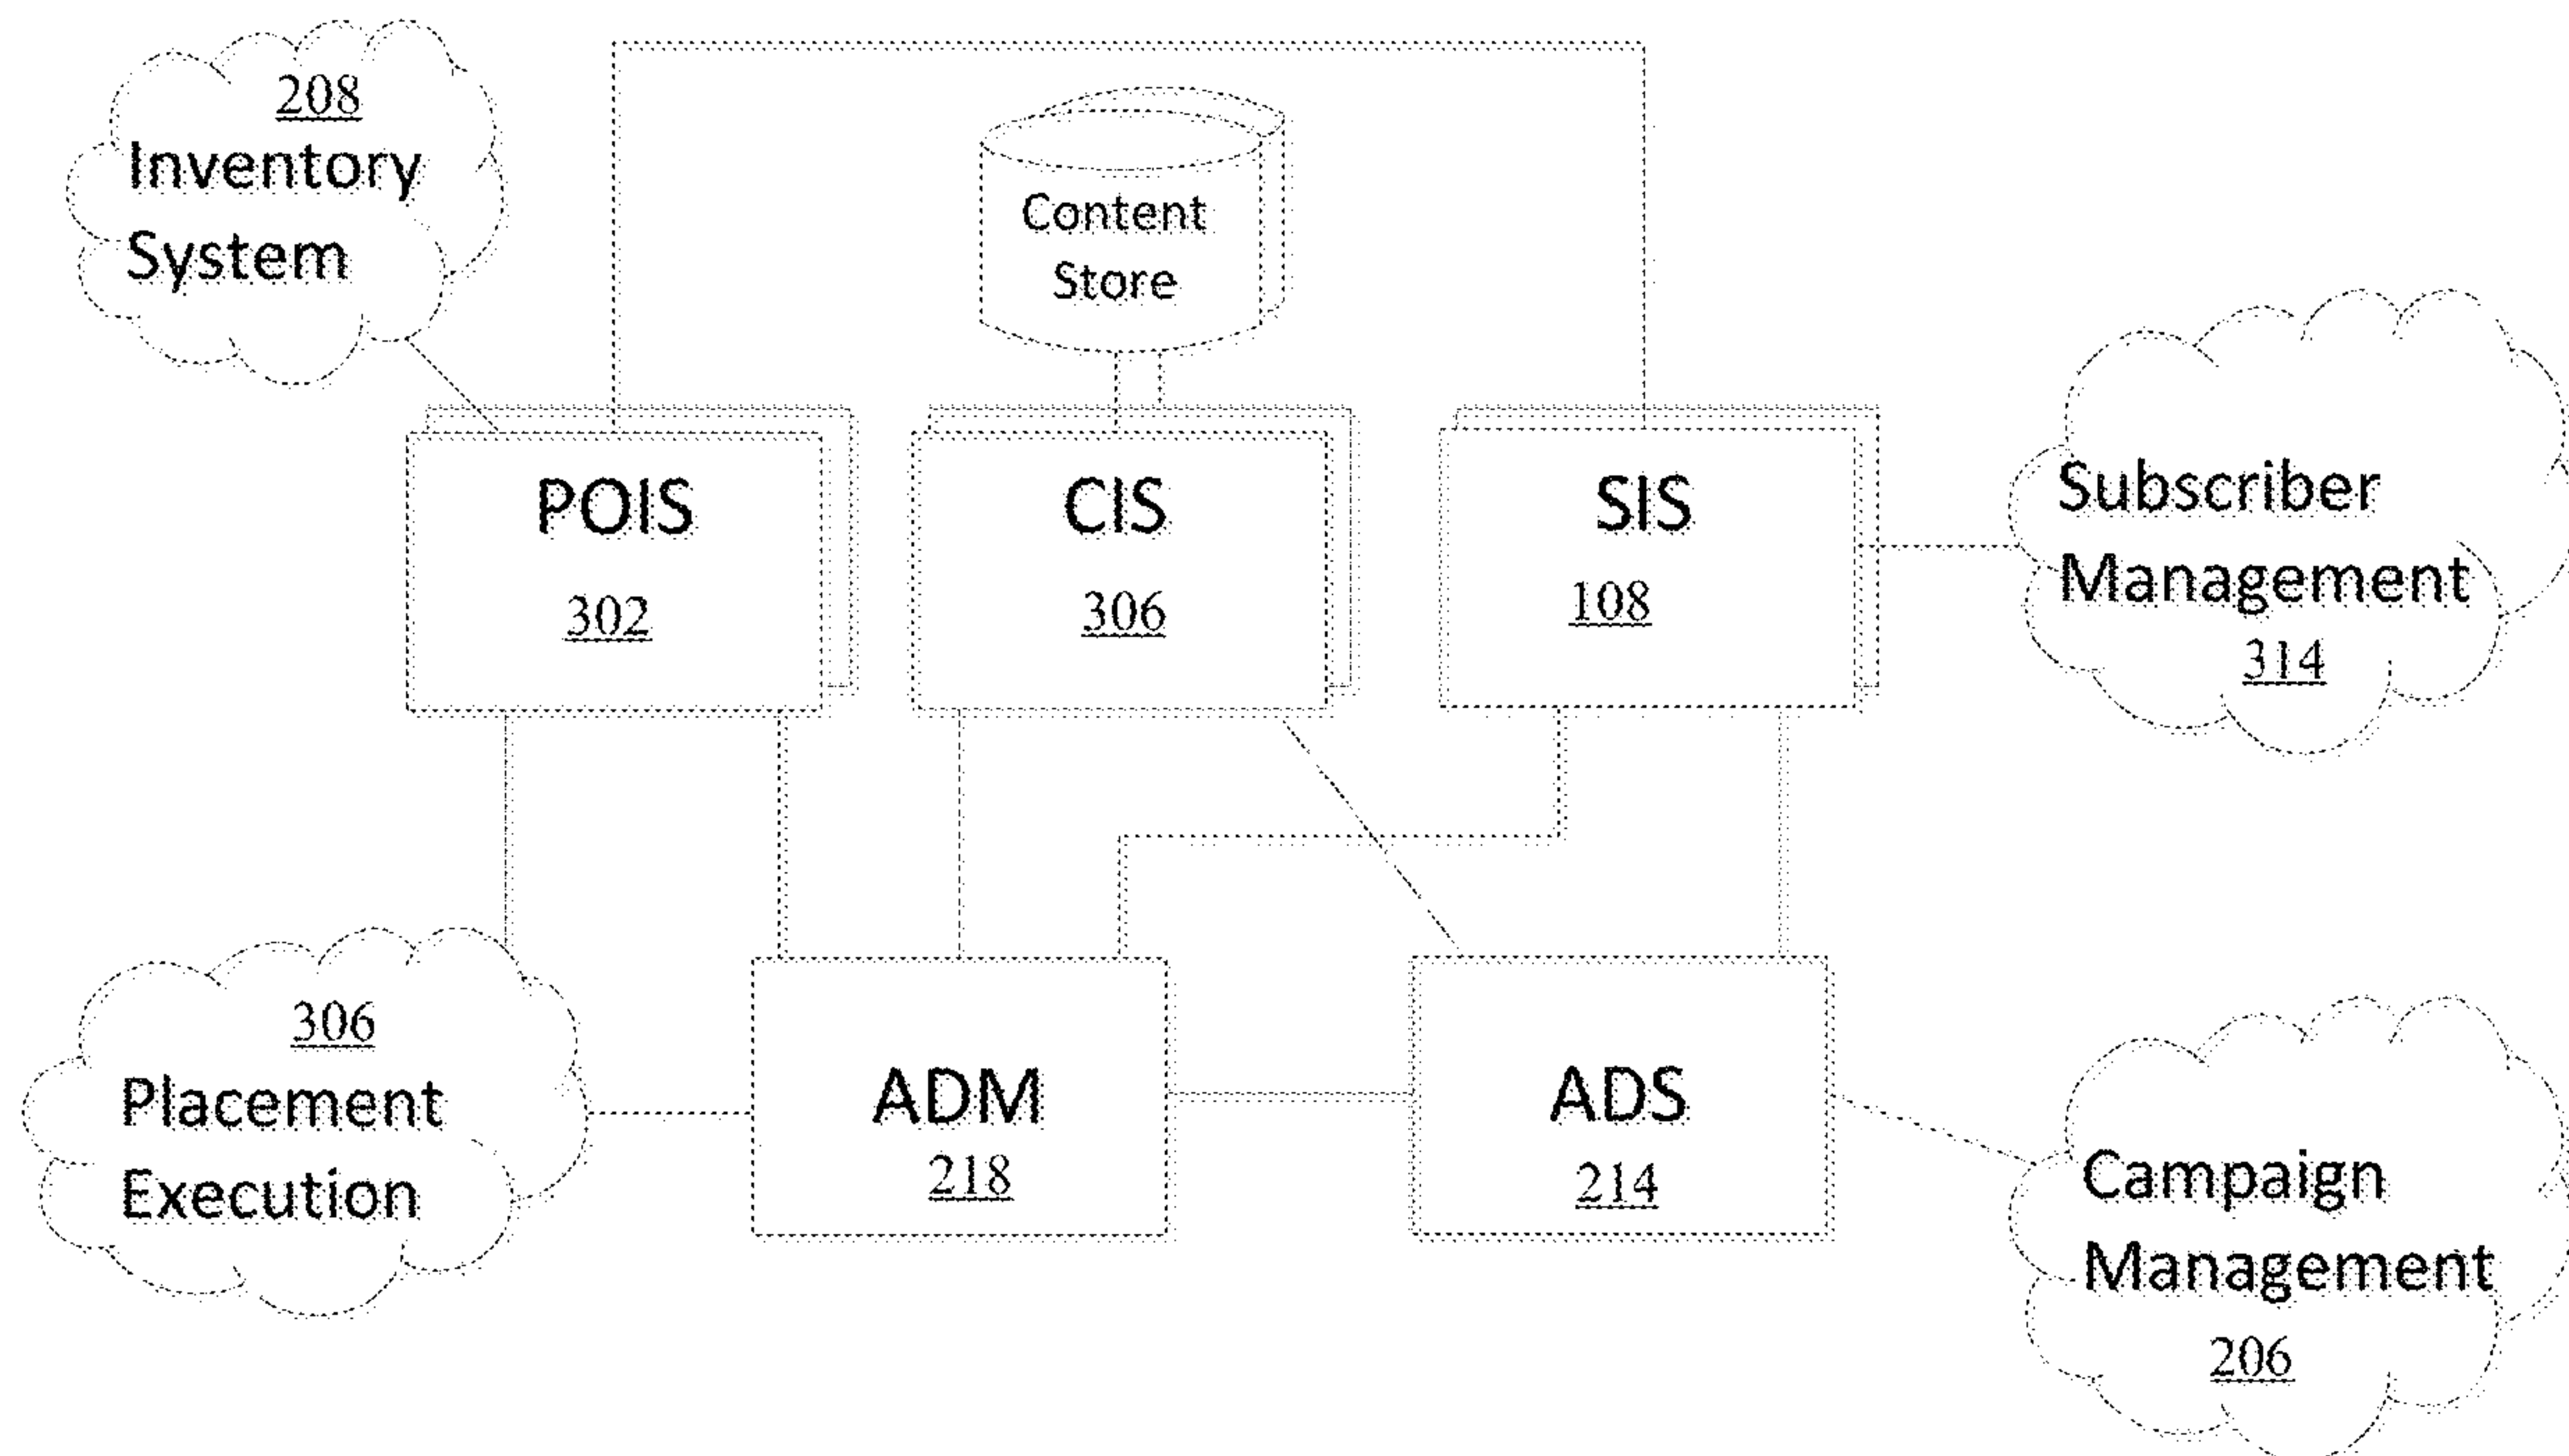 208
Inventory
System
Content
Store
POIS
302
CIS
306
SIS
108
Subscriber
Management
314
306
Placement
Execution
ADM
218
ADS
214
Campaign
Management
206